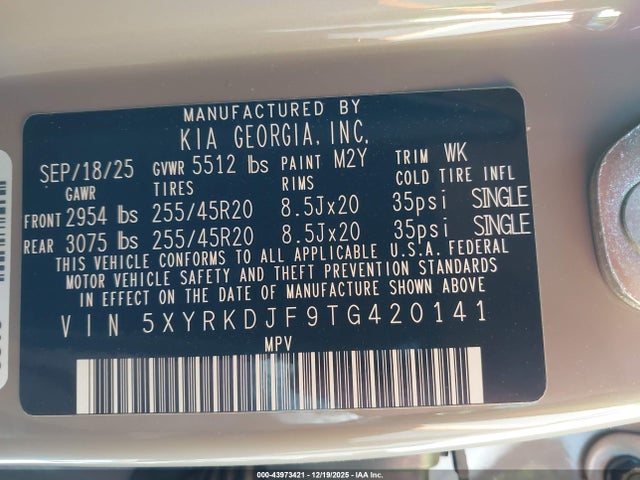 MANUFACTURED BY
KIA GEORGIA, INC.
SEP/18/25 GVWR 5512 lbs PAINT M2Y TRIM WK
GAWR TIRES RIMS COLD TIRE INFL
FRONT 2954 lbs 255/45R20 8.5Jx20 35psi SINGLE
REAR 3075 lbs 255/45R20 8.5Jx20 35psi SINGLE
THIS VEHICLE CONFORMS TO ALL APPLICABLE U.S.A. FEDERAL
MOTOR VEHICLE SAFETY AND THEFT PREVENTION STANDARDS
IN EFFECT ON THE DATE OF MANUFACTURE SHOWN ABOVE
VIN 5XYRKDJF9TG420141
MPV
000-43973421 - 12/19/2025 - IAA Inc.